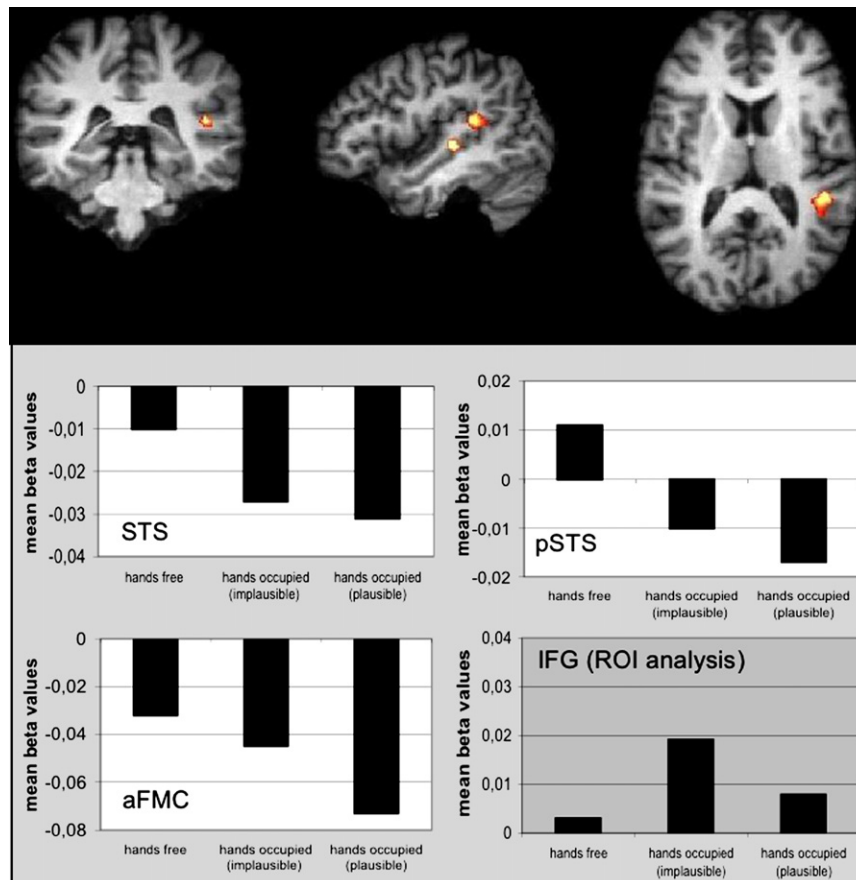 mean beta values
0
-0,01
-0,02
-0,03
-0,04
STS
hands free
hands occupied
(implausible)
hands occupied
(plausible)
mean beta values
0,02
0,01
0
-0,01
-0,02
pSTS
hands free
hands occupied
(implausible)
hands occupied
(plausible)
mean beta values
0
-0,02
-0,04
-0,06
-0,08
aFMC
hands free
hands occupied
(implausible)
hands occupied
(plausible)
mean beta values
0,04
0,03
0,02
0,01
0
IFG (ROI analysis)
hands free
hands occupied
(implausible)
hands occupied
(plausible)